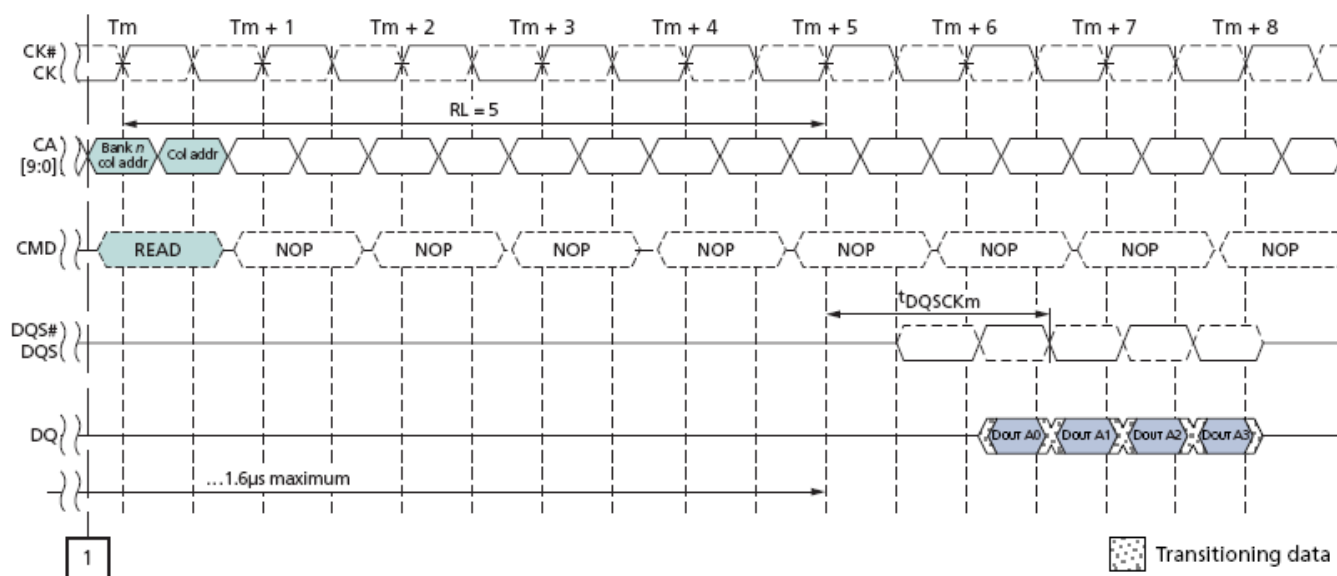 Tm Tm + 1 Tm + 2 Tm + 3 Tm + 4 Tm + 5 Tm + 6 Tm + 7 Tm + 8
CK#
CK
RL = 5
CA
[9:0]
Bank n
col addr
Col addr
CMD
READ NOP NOP NOP NOP NOP NOP NOP NOP
tDQSCKm
DQS#
DQS
DQ
DOUT A0 DOUT A1 DOUT A2 DOUT A3
...1.6µs maximum
1
Transitioning data